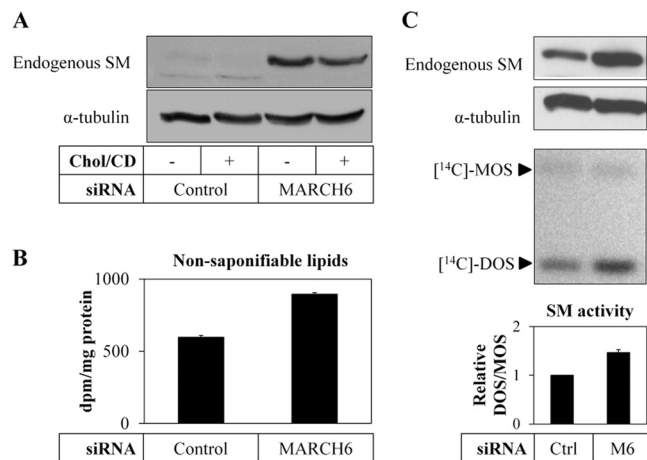 A
Endogenous SM
α-tubulin
Chol/CD - + - +
siRNA Control MARCH6
B
Non-saponifiable lipids
dpm/mg protein
1000
500
0
siRNA Control MARCH6
C
Endogenous SM
α-tubulin
[¹⁴C]-MOS
[¹⁴C]-DOS
SM activity
Relative
DOS/MOS
2
1
0
siRNA Ctrl M6